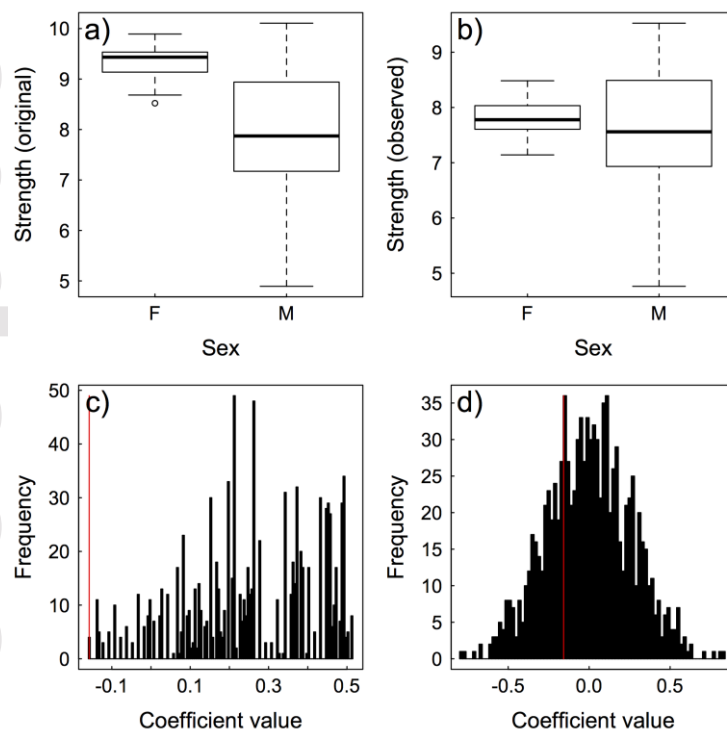 a)
Strength (original)
10
9
8
7
6
5
F
M
Sex
b)
Strength (observed)
9
8
7
6
5
F
M
Sex
c)
Frequency
50
40
30
20
10
0
-0.1
0.1
0.3
0.5
Coefficient value
d)
Frequency
35
30
25
20
15
10
5
0
-0.5
0.0
0.5
Coefficient value